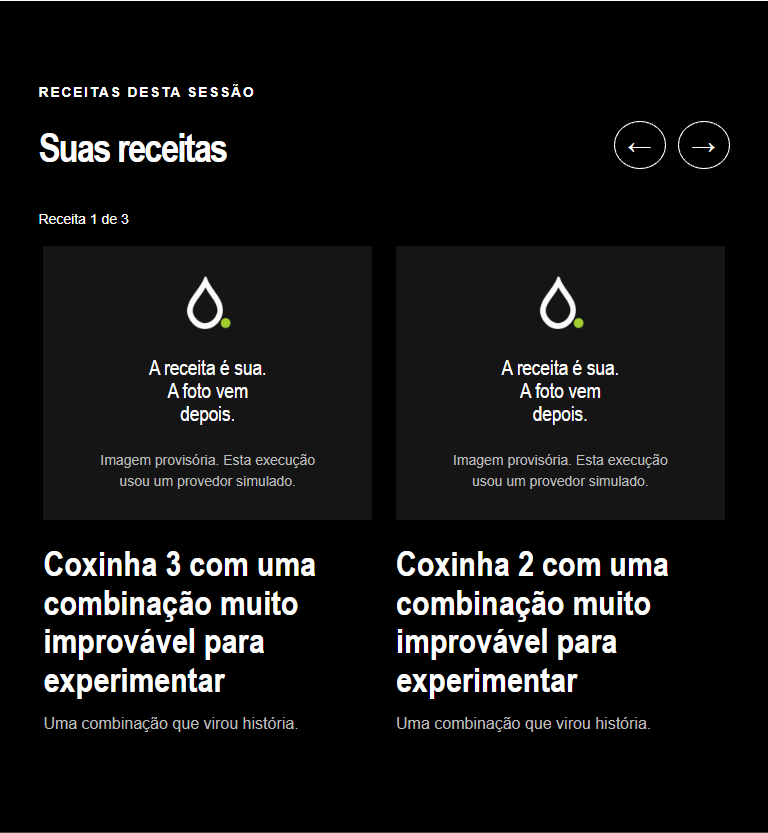 RECEITAS DESTA SESSÃO
Suas receitas
← →
Receita 1 de 3
A receita é sua.
A foto vem
depois.
Imagem provisória. Esta execução
usou um provedor simulado.
Coxinha 3 com uma
combinação muito
improvável para
experimentar
Uma combinação que virou história.
A receita é sua.
A foto vem
depois.
Imagem provisória. Esta execução
usou um provedor simulado.
Coxinha 2 com uma
combinação muito
improvável para
experimentar
Uma combinação que virou história.